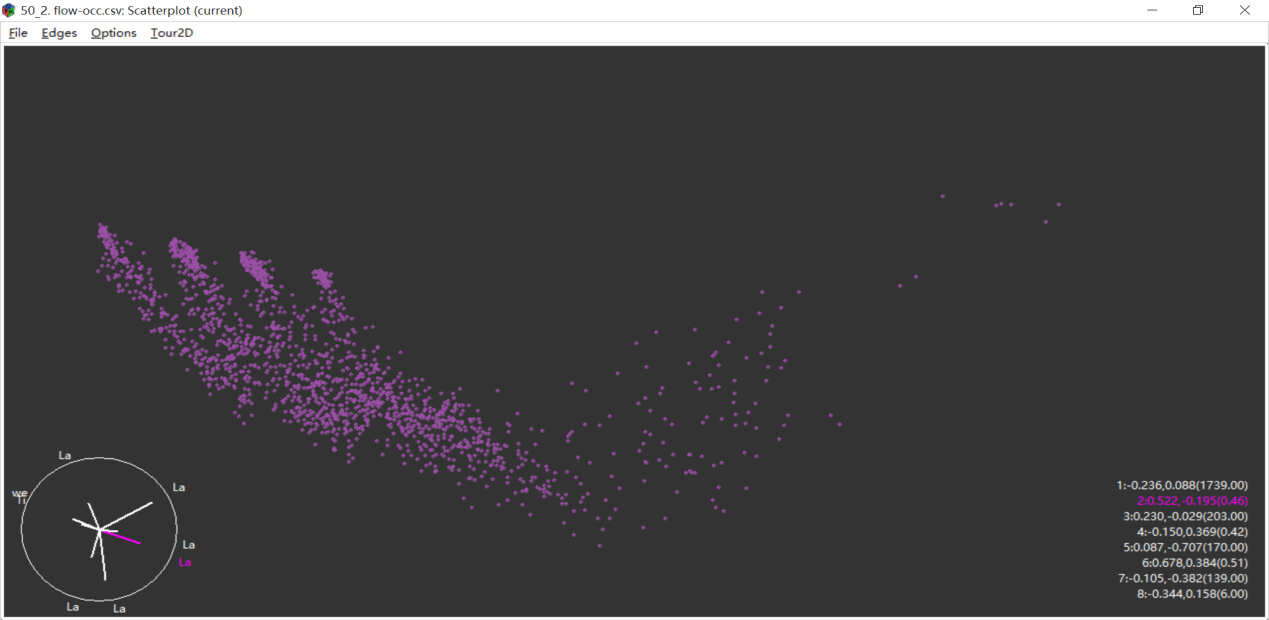 50_2. flow-occ.csv: Scatterplot (current)
File Edges Options Tour2D
La
La
we
Ti
La
La
La
La
1:-0.236,0.088(1739.00)
2:0.522,-0.195(0.46)
3:0.230,-0.029(203.00)
4:-0.150,0.369(0.42)
5:0.087,-0.707(170.00)
6:0.678,0.384(0.51)
7:-0.105,-0.382(139.00)
8:-0.344,0.158(6.00)